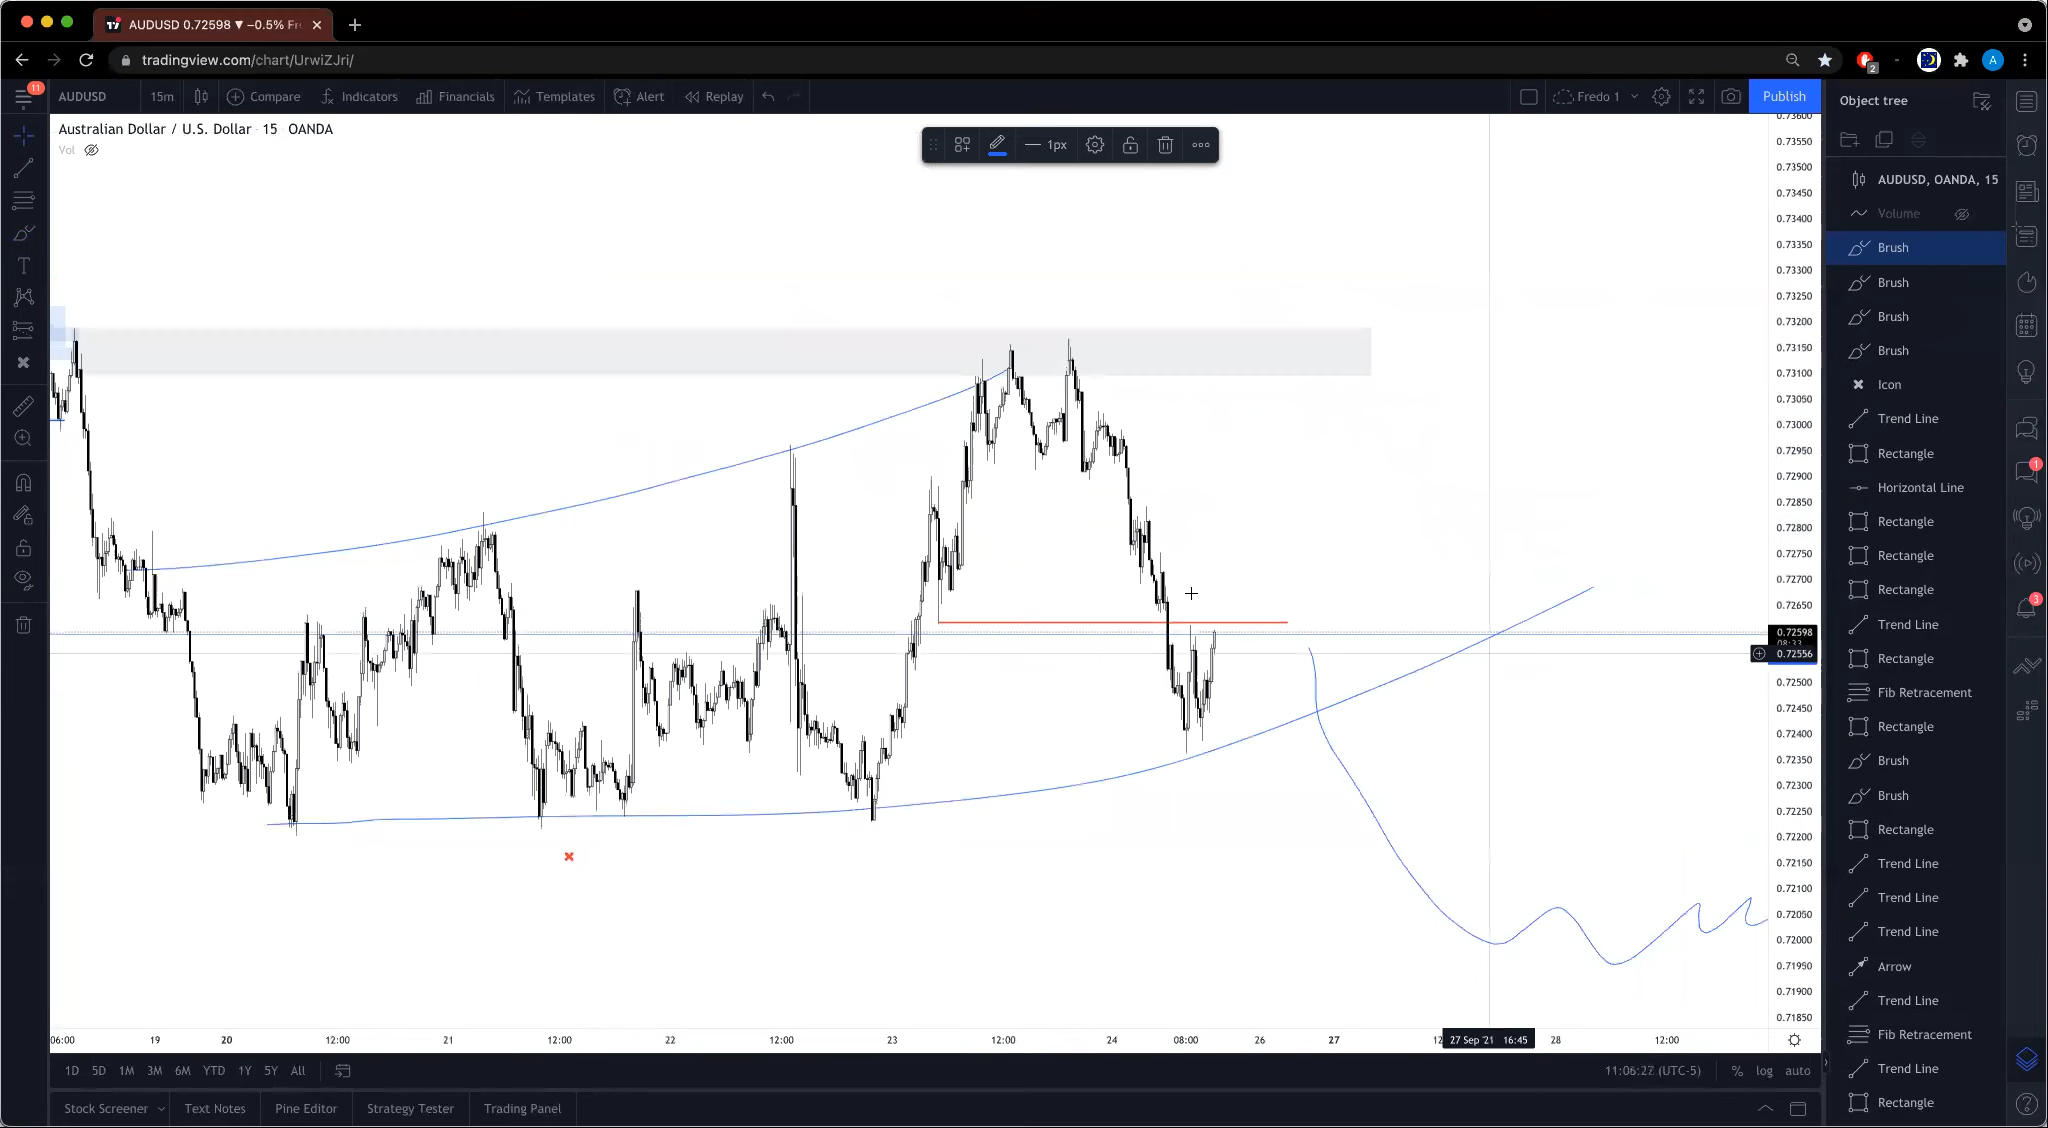 AUDUSD 0.72598 ▼ −0.5% Fr
tradingview.com/chart/UrwiZJri/
2
A
11
AUDUSD
15m
Compare
Indicators
Financials
Templates
Alert
Replay
Fredo 1
Publish
Object tree
Australian Dollar / U.S. Dollar · 15 · OANDA
Vol
1px
AUDUSD, OANDA, 15
Volume
Brush
Brush
Brush
Brush
Icon
Trend Line
Rectangle
Horizontal Line
Rectangle
Rectangle
Rectangle
Trend Line
Rectangle
Fib Retracement
Rectangle
Brush
Brush
Rectangle
Trend Line
Trend Line
Trend Line
Arrow
Trend Line
Fib Retracement
Trend Line
Rectangle
1
3
0.73600
0.73550
0.73500
0.73450
0.73400
0.73350
0.73300
0.73250
0.73200
0.73150
0.73100
0.73050
0.73000
0.72950
0.72900
0.72850
0.72800
0.72750
0.72700
0.72650
0.72598
08:33
0.72556
0.72500
0.72450
0.72400
0.72350
0.72300
0.72250
0.72200
0.72150
0.72100
0.72050
0.72000
0.71950
0.71900
0.71850
06:00 19 20 12:00 21 12:00 22 12:00 23 12:00 24 08:00 26 27 12 27 Sep '21 16:45 28 12:00
1D 5D 1M 3M 6M YTD 1Y 5Y All
11:06:27 (UTC-5) % log auto
Stock Screener Text Notes Pine Editor Strategy Tester Trading Panel